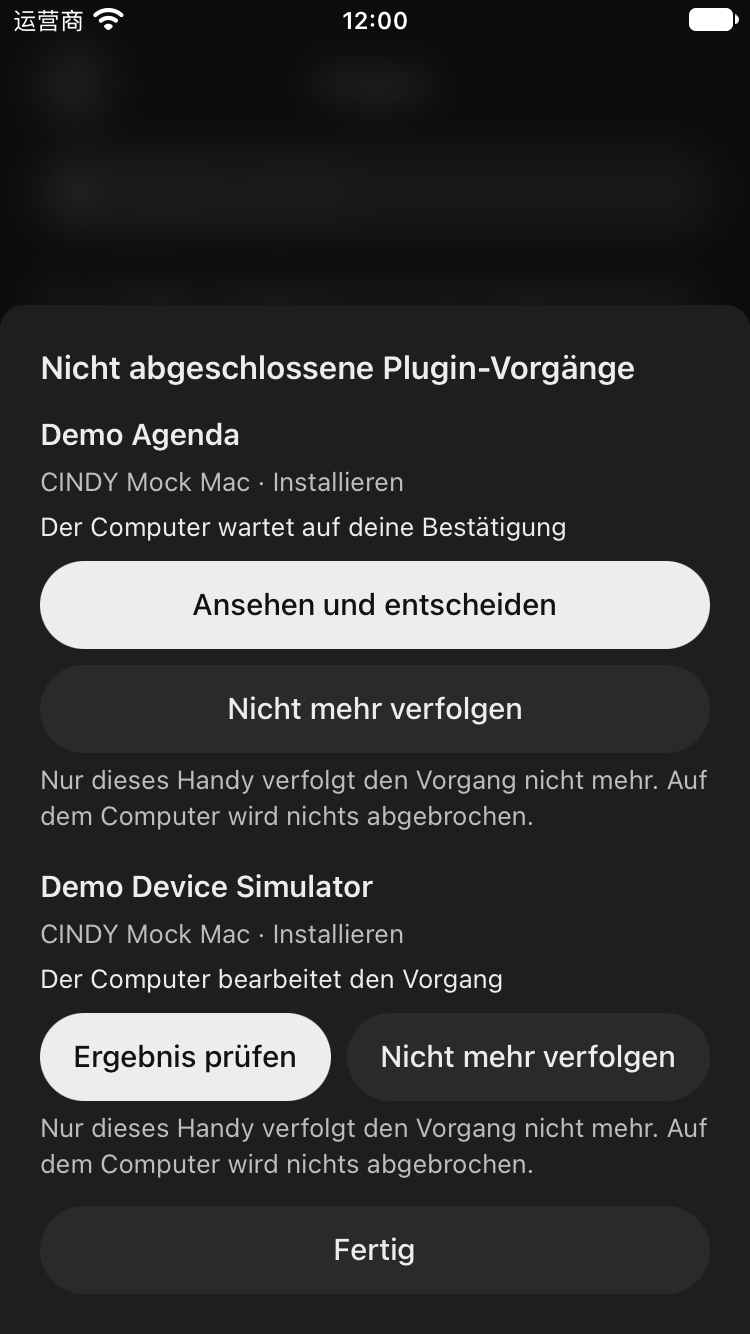 运营商 12:00
Nicht abgeschlossene Plugin-Vorgänge
Demo Agenda
CINDY Mock Mac · Installieren
Der Computer wartet auf deine Bestätigung
Ansehen und entscheiden
Nicht mehr verfolgen
Nur dieses Handy verfolgt den Vorgang nicht mehr. Auf
dem Computer wird nichts abgebrochen.
Demo Device Simulator
CINDY Mock Mac · Installieren
Der Computer bearbeitet den Vorgang
Ergebnis prüfen Nicht mehr verfolgen
Nur dieses Handy verfolgt den Vorgang nicht mehr. Auf
dem Computer wird nichts abgebrochen.
Fertig